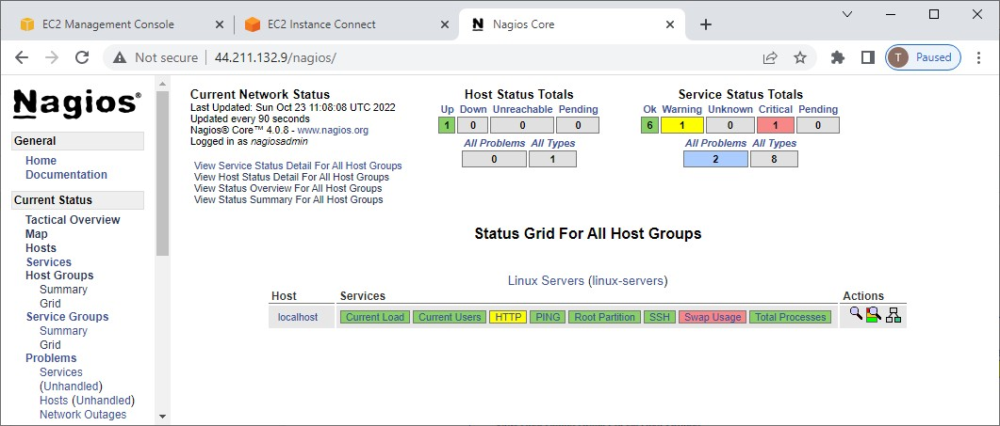 EC2 Management Console
EC2 Instance Connect
Nagios Core
Not secure 44.211.132.9/nagios/
T Paused
Nagios®
General
Home
Documentation
Current Status
Tactical Overview
Map
Hosts
Services
Host Groups
Summary
Grid
Service Groups
Summary
Grid
Problems
Services
(Unhandled)
Hosts (Unhandled)
Network Outages
Current Network Status
Last Updated: Sun Oct 23 11:08:08 UTC 2022
Updated every 90 seconds
Nagios® Core™ 4.0.8 - www.nagios.org
Logged in as nagiosadmin
View Service Status Detail For All Host Groups
View Host Status Detail For All Host Groups
View Status Overview For All Host Groups
View Status Summary For All Host Groups
Host Status Totals
Up Down Unreachable Pending
1 0 0 0
All Problems All Types
0 1
Service Status Totals
Ok Warning Unknown Critical Pending
6 1 0 1 0
All Problems All Types
2 8
Status Grid For All Host Groups
Linux Servers (linux-servers)
Host Services Actions
localhost Current Load Current Users HTTP PING Root Partition SSH Swap Usage Total Processes